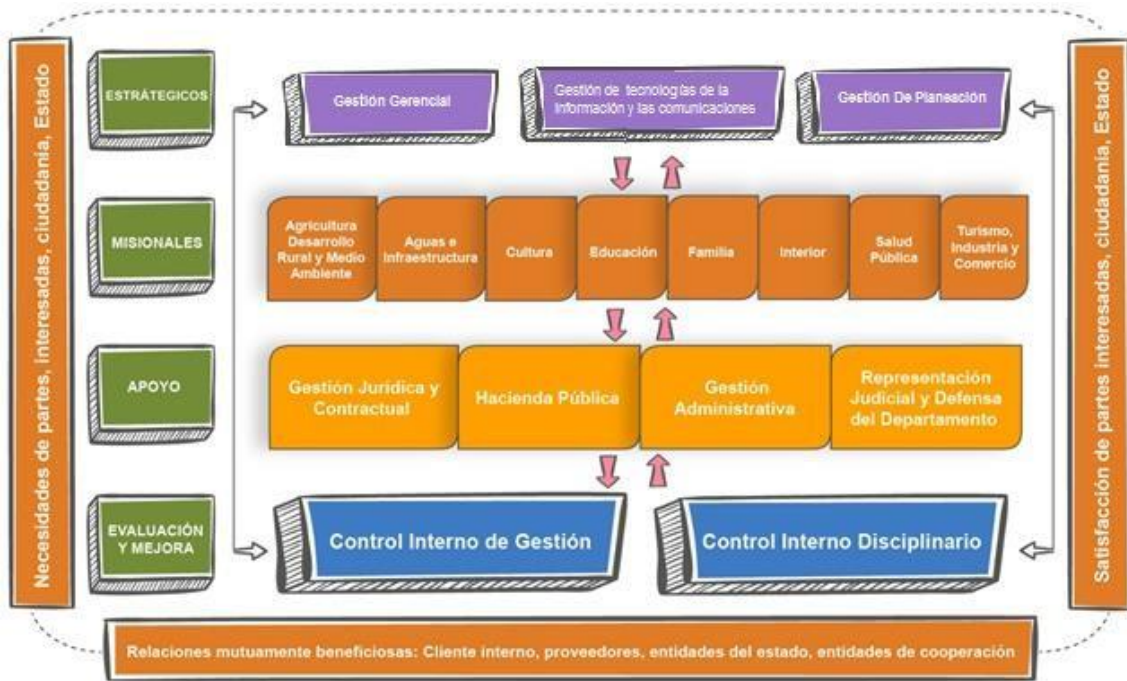 Necesidades de partes, interesadas, ciudadanía, Estado
ESTRÁTEGICOS
Gestión Gerencial
Gestión de tecnologías de la
información y las comunicaciones
Gestión De Planeación
MISIONALES
Agricultura
Desarrollo
Rural y Medio
Ambiente
Aguas e
Infraestructura
Cultura
Educación
Familia
Interior
Salud
Pública
Turismo,
Industria y
Comercio
APOYO
Gestión Jurídica y
Contractual
Hacienda Pública
Gestión
Administrativa
Representación
Judicial y Defensa
del Departamento
EVALUACIÓN
Y MEJORA
Control Interno de Gestión
Control Interno Disciplinario
Satisfacción de partes interesadas, ciudadanía, Estado
Relaciones mutuamente beneficiosas: Cliente interno, proveedores, entidades del estado, entidades de cooperación